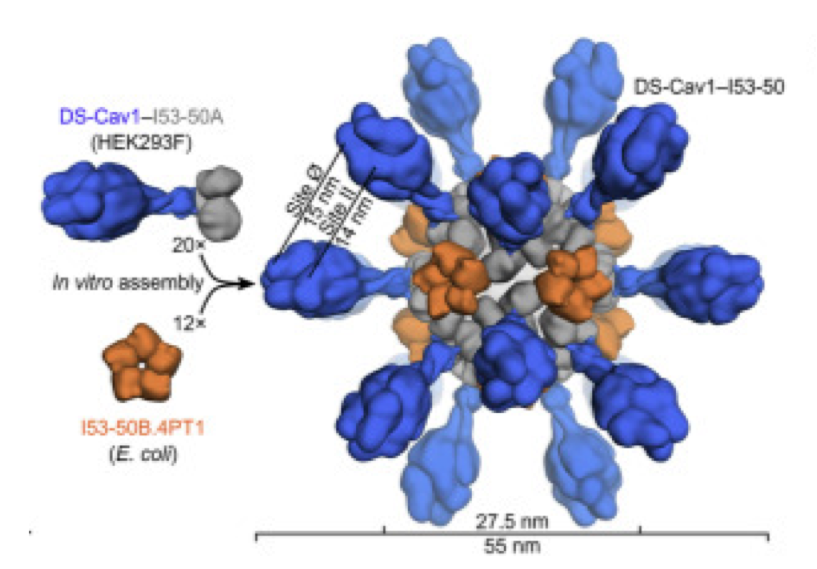 DS-Cav1–I53-50A
(HEK293F)
20×
In vitro assembly
12×
I53-50B.4PT1
(E. coli)
Site Ø
15 nm
Site II
14 nm
DS-Cav1–I53-50
27.5 nm
55 nm